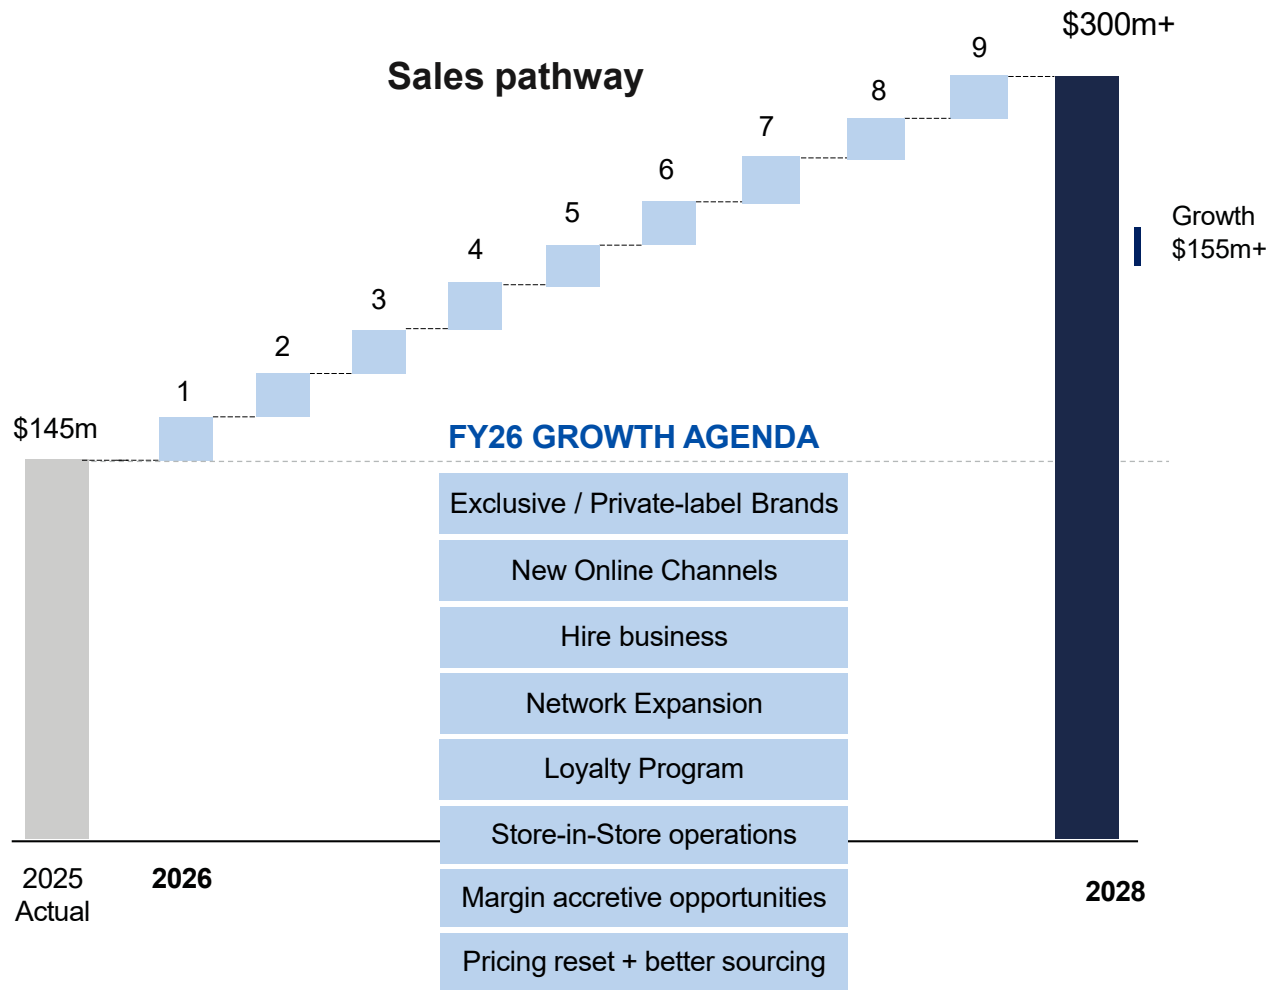 $300m+
Sales pathway
9
8
7
6
5
4
3
2
1
$145m
Growth
$155m+
FY26 GROWTH AGENDA
Exclusive / Private-label Brands
New Online Channels
Hire business
Network Expansion
Loyalty Program
Store-in-Store operations
Margin accretive opportunities
Pricing reset + better sourcing
2025
Actual
2026
2028